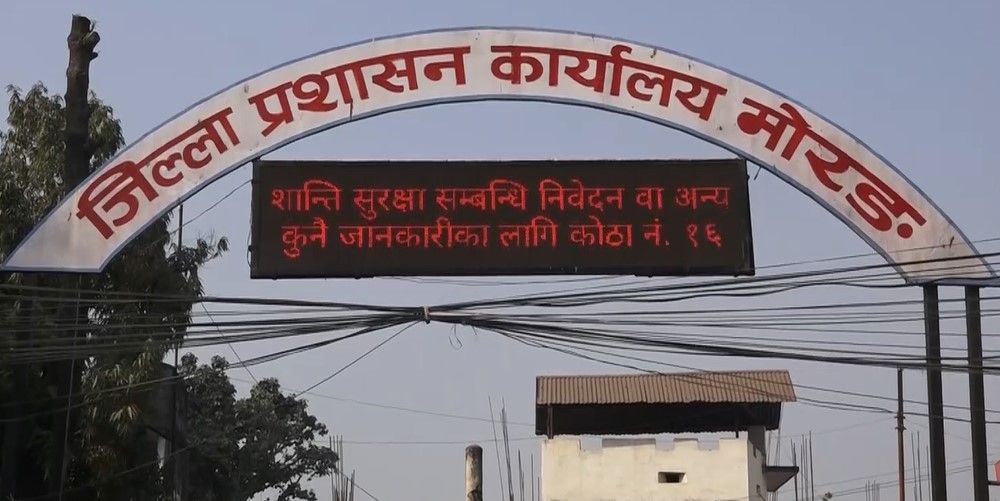 जिल्ला प्रशासन कार्यालय मोरङ
शान्ति सुरक्षा सम्बन्धि निवेदन वा अन्य
कुनै जानकारीका लागि कोठा नं. १६